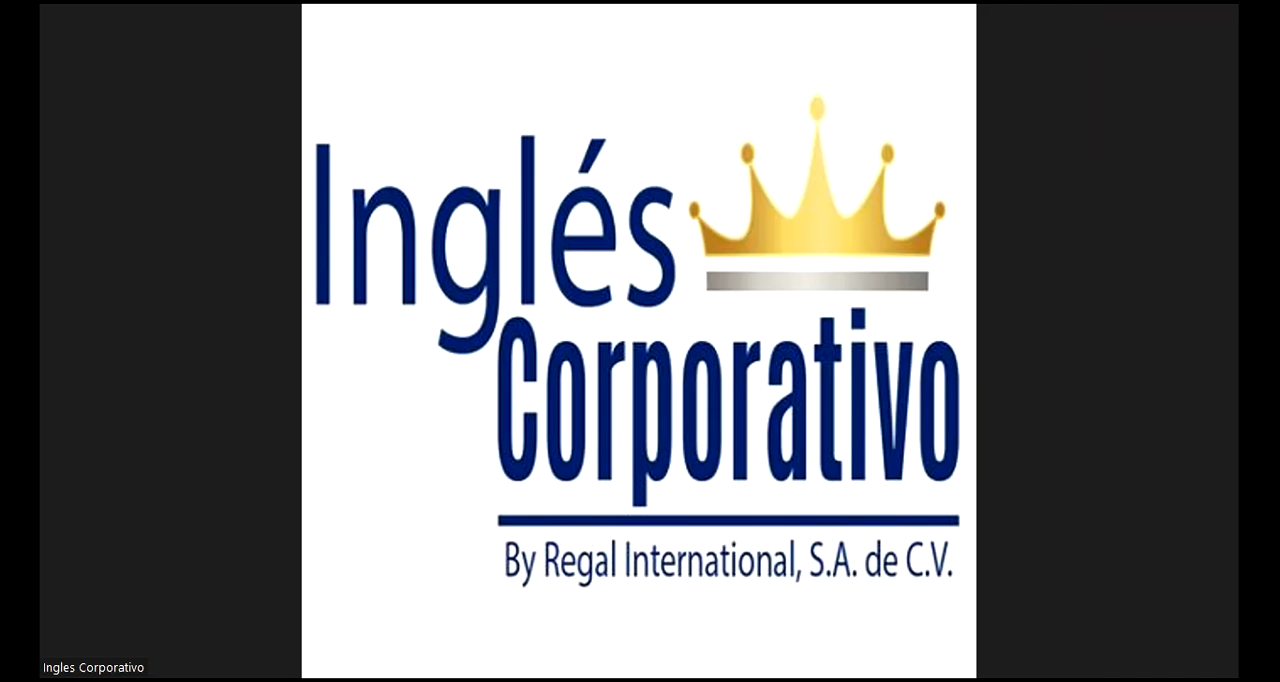 Inglés
Corporativo
By Regal International, S.A. de C.V.
Ingles Corporativo